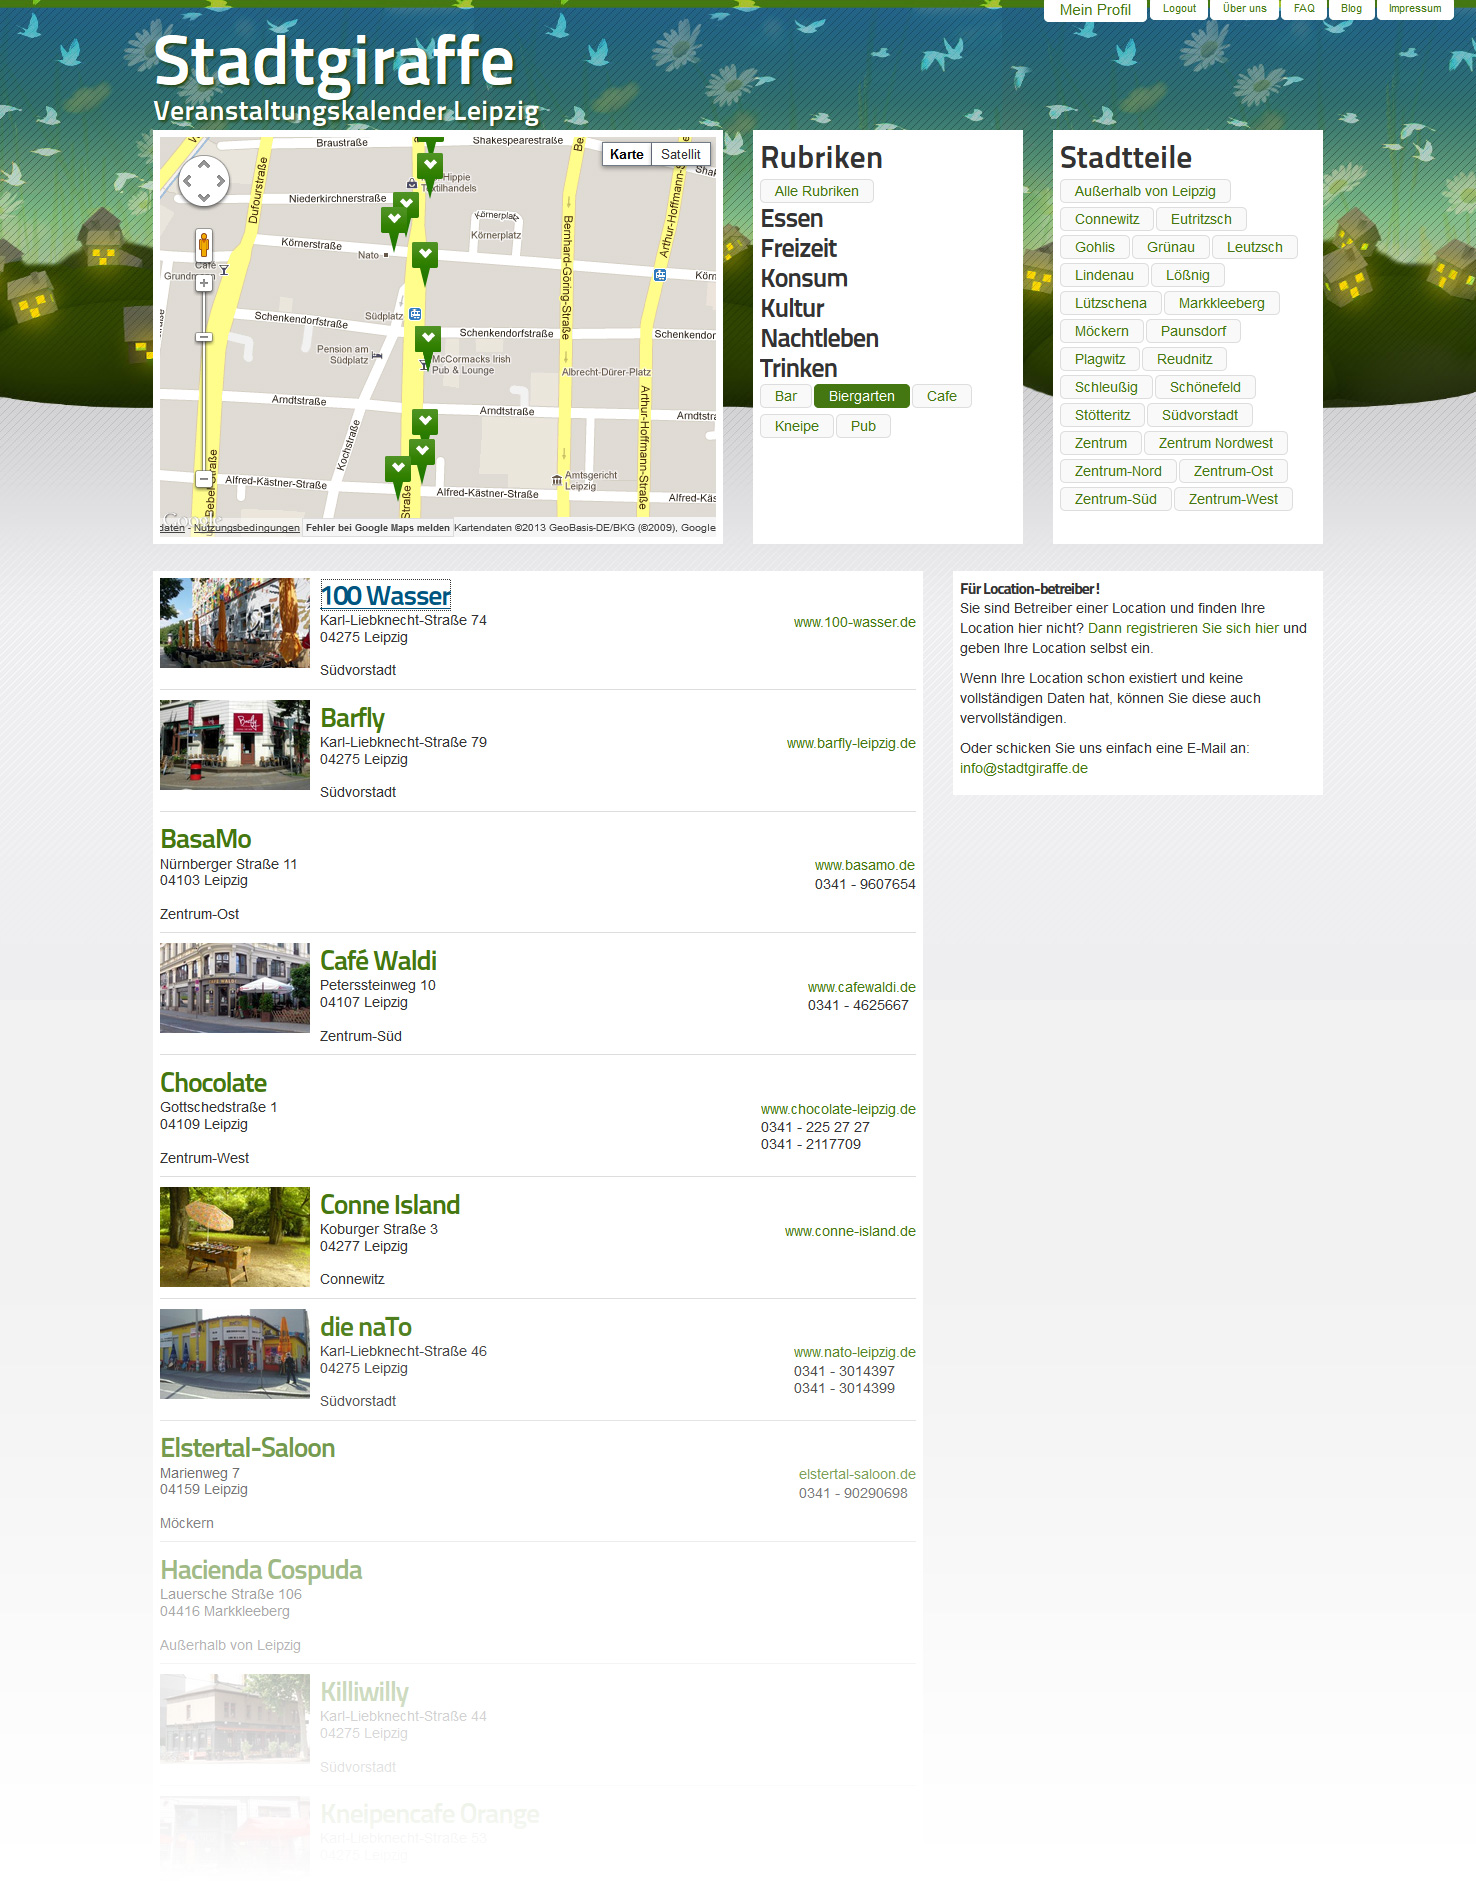 Mein Profil
Logout
Über uns
FAQ
Blog
Impressum
Stadtgiraffe
Veranstaltungskalender Leipzig
Karte
Satellit
Braustraße
Shakespearestraße
Hippie
Textilhandels
Niederkirchnerstraße
Dufourstraße
Körnerplatz
Körnerplatz
Körnerstraße
Nato
Bernhard-Göring-Straße
Arthur-Hoffmann-S
Café
Grundm
Körn
Südplatz
Schenkendorfstraße
Schenkendorfstraße
Schenkendor
Pension am
Südplatz
McCormacks Irish
Pub & Lounge
Albrecht-Dürer-Platz
Arndtstraße
Arndtstraße
Arndtstra
Kochstraße
Arthur-Hoffmann-Straße
Amtsgericht
Leipzig
Alfred-Kästner-Straße
Alfred-Kästner-Straße
Alfred-Käs
Straße
Google
daten - Nutzungsbedingungen
Fehler bei Google Maps melden
Kartendaten ©2013 GeoBasis-DE/BKG (©2009), Google
Rubriken
Alle Rubriken
Essen
Freizeit
Konsum
Kultur
Nachtleben
Trinken
Bar Biergarten Cafe
Kneipe Pub
Stadtteile
Außerhalb von Leipzig
Connewitz Eutritzsch
Gohlis Grünau Leutzsch
Lindenau Lößnig
Lützschena Markkleeberg
Möckern Paunsdorf
Plagwitz Reudnitz
Schleußig Schönefeld
Stötteritz Südvorstadt
Zentrum Zentrum Nordwest
Zentrum-Nord Zentrum-Ost
Zentrum-Süd Zentrum-West
100 Wasser
Karl-Liebknecht-Straße 74
04275 Leipzig
Südvorstadt
www.100-wasser.de
Barfly
Karl-Liebknecht-Straße 79
04275 Leipzig
Südvorstadt
www.barfly-leipzig.de
BasaMo
Nürnberger Straße 11
04103 Leipzig
Zentrum-Ost
www.basamo.de
0341 - 9607654
Café Waldi
Peterssteinweg 10
04107 Leipzig
Zentrum-Süd
www.cafewaldi.de
0341 - 4625667
Chocolate
Gottschedstraße 1
04109 Leipzig
Zentrum-West
www.chocolate-leipzig.de
0341 - 225 27 27
0341 - 2117709
Conne Island
Koburger Straße 3
04277 Leipzig
Connewitz
www.conne-island.de
die naTo
Karl-Liebknecht-Straße 46
04275 Leipzig
Südvorstadt
www.nato-leipzig.de
0341 - 3014397
0341 - 3014399
Elstertal-Saloon
Marienweg 7
04159 Leipzig
Möckern
elstertal-saloon.de
0341 - 90290698
Hacienda Cospuda
Lauersche Straße 106
04416 Markkleeberg
Außerhalb von Leipzig
Killiwilly
Karl-Liebknecht-Straße 44
04275 Leipzig
Südvorstadt
Kneipencafe Orange
Karl-Liebknecht-Straße 53
04275 Leipzig
Für Location-betreiber!
Sie sind Betreiber einer Location und finden Ihre
Location hier nicht? Dann registrieren Sie sich hier und
geben Ihre Location selbst ein.
Wenn Ihre Location schon existiert und keine
vollständigen Daten hat, können Sie diese auch
vervollständigen.
Oder schicken Sie uns einfach eine E-Mail an:
info@stadtgiraffe.de